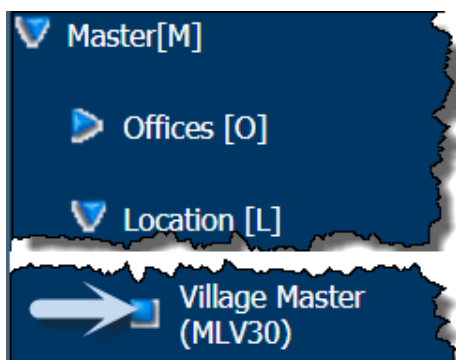 Master[M]
Offices [O]
Location [L]
Village Master
(MLV30)